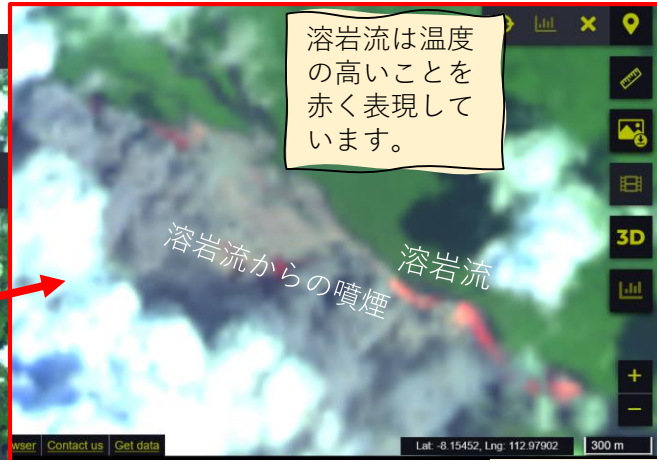 溶岩流は温度
の高いことを
赤く表現して
います。
溶岩流からの噴煙
溶岩流
3D
+
−
wser Contact us Get data
Lat: -8.15452, Lng: 112.97902
300 m